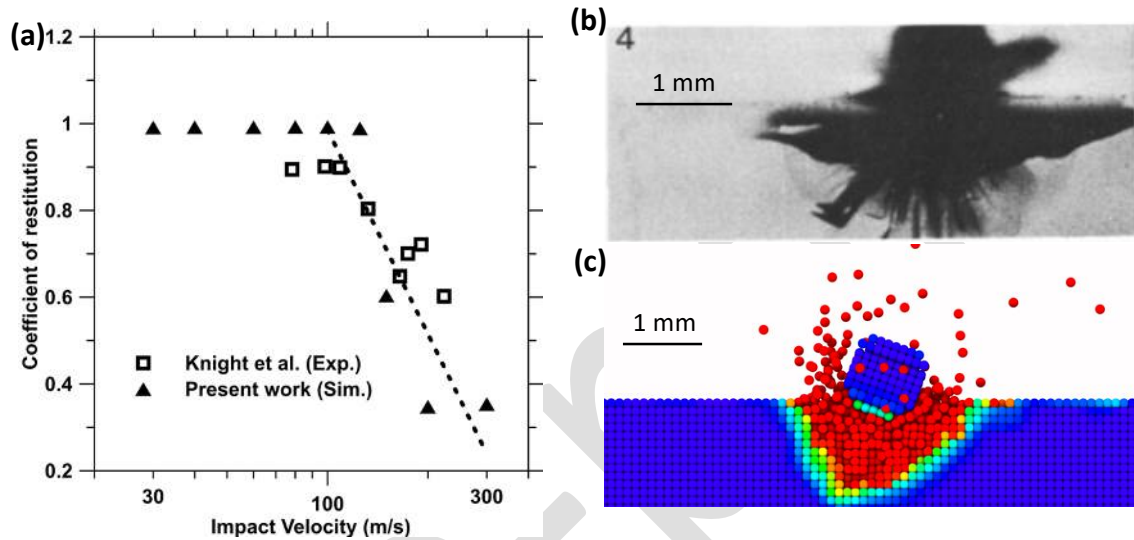 (a)
1.2
1
0.8
0.6
0.4
0.2
Coefficient of restitution
Knight et al. (Exp.)
Present work (Sim.)
30
100
300
Impact Velocity (m/s)
(b)
4
1 mm
(c)
1 mm